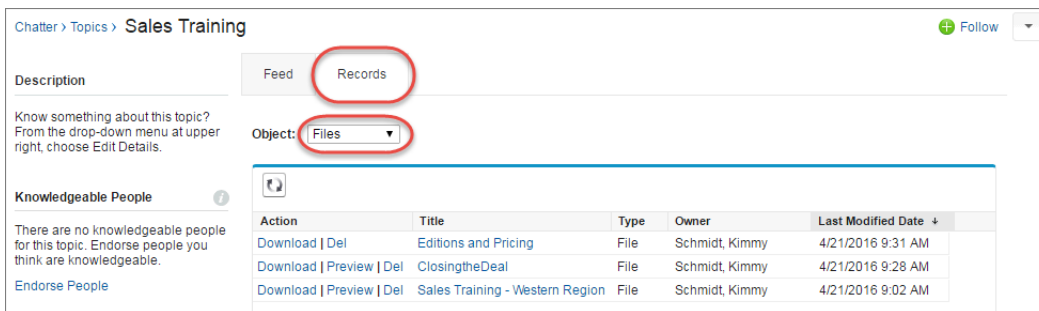 Chatter › Topics › Sales Training
Follow
Description
Know something about this topic?
From the drop-down menu at upper
right, choose Edit Details.
Knowledgeable People
There are no knowledgeable people
for this topic. Endorse people you
think are knowledgeable.
Endorse People
Feed Records
Object: Files
Action Title Type Owner Last Modified Date ↓
Download | Del Editions and Pricing File Schmidt, Kimmy 4/21/2016 9:31 AM
Download | Preview | Del ClosingtheDeal File Schmidt, Kimmy 4/21/2016 9:28 AM
Download | Preview | Del Sales Training - Western Region File Schmidt, Kimmy 4/21/2016 9:02 AM